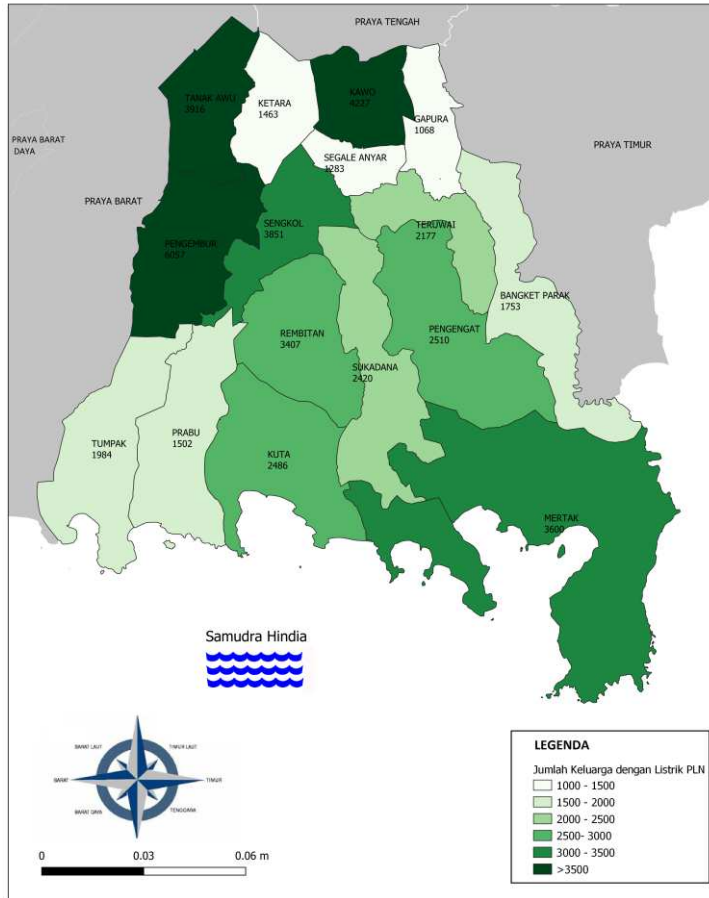 PRAYA TENGAH
TANAK AWU
3916
KETARA
1463
KAWO
4227
GAPURA
1068
PRAYA BARAT
DAYA
SEGALE ANYAR
1283
PRAYA TIMUR
PRAYA BARAT
SENGKOL
3851
TERUWAI
2177
PENGEMBUR
6057
BANGKET PARAK
1753
REMBITAN
3407
PENGENGAT
2510
SUKADANA
2420
TUMPAK
1984
PRABU
1502
KUTA
2486
MERTAK
3600
Samudra Hindia
BARAT LAUT
TIMUR LAUT
BARAT
TIMUR
BARAT DAYA
TENGGARA
0
0.03
0.06 m
LEGENDA
Jumlah Keluarga dengan Listrik PLN
1000 - 1500
1500 - 2000
2000 - 2500
2500- 3000
3000 - 3500
>3500